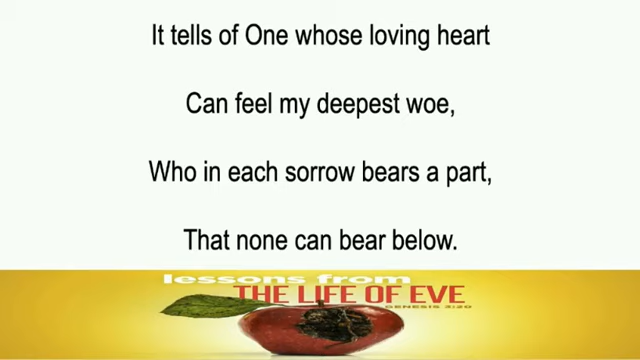 It tells of One whose loving heart
Can feel my deepest woe,
Who in each sorrow bears a part,
That none can bear below.
lessons from
THE LIFE OF EVE
GENESIS 3:20